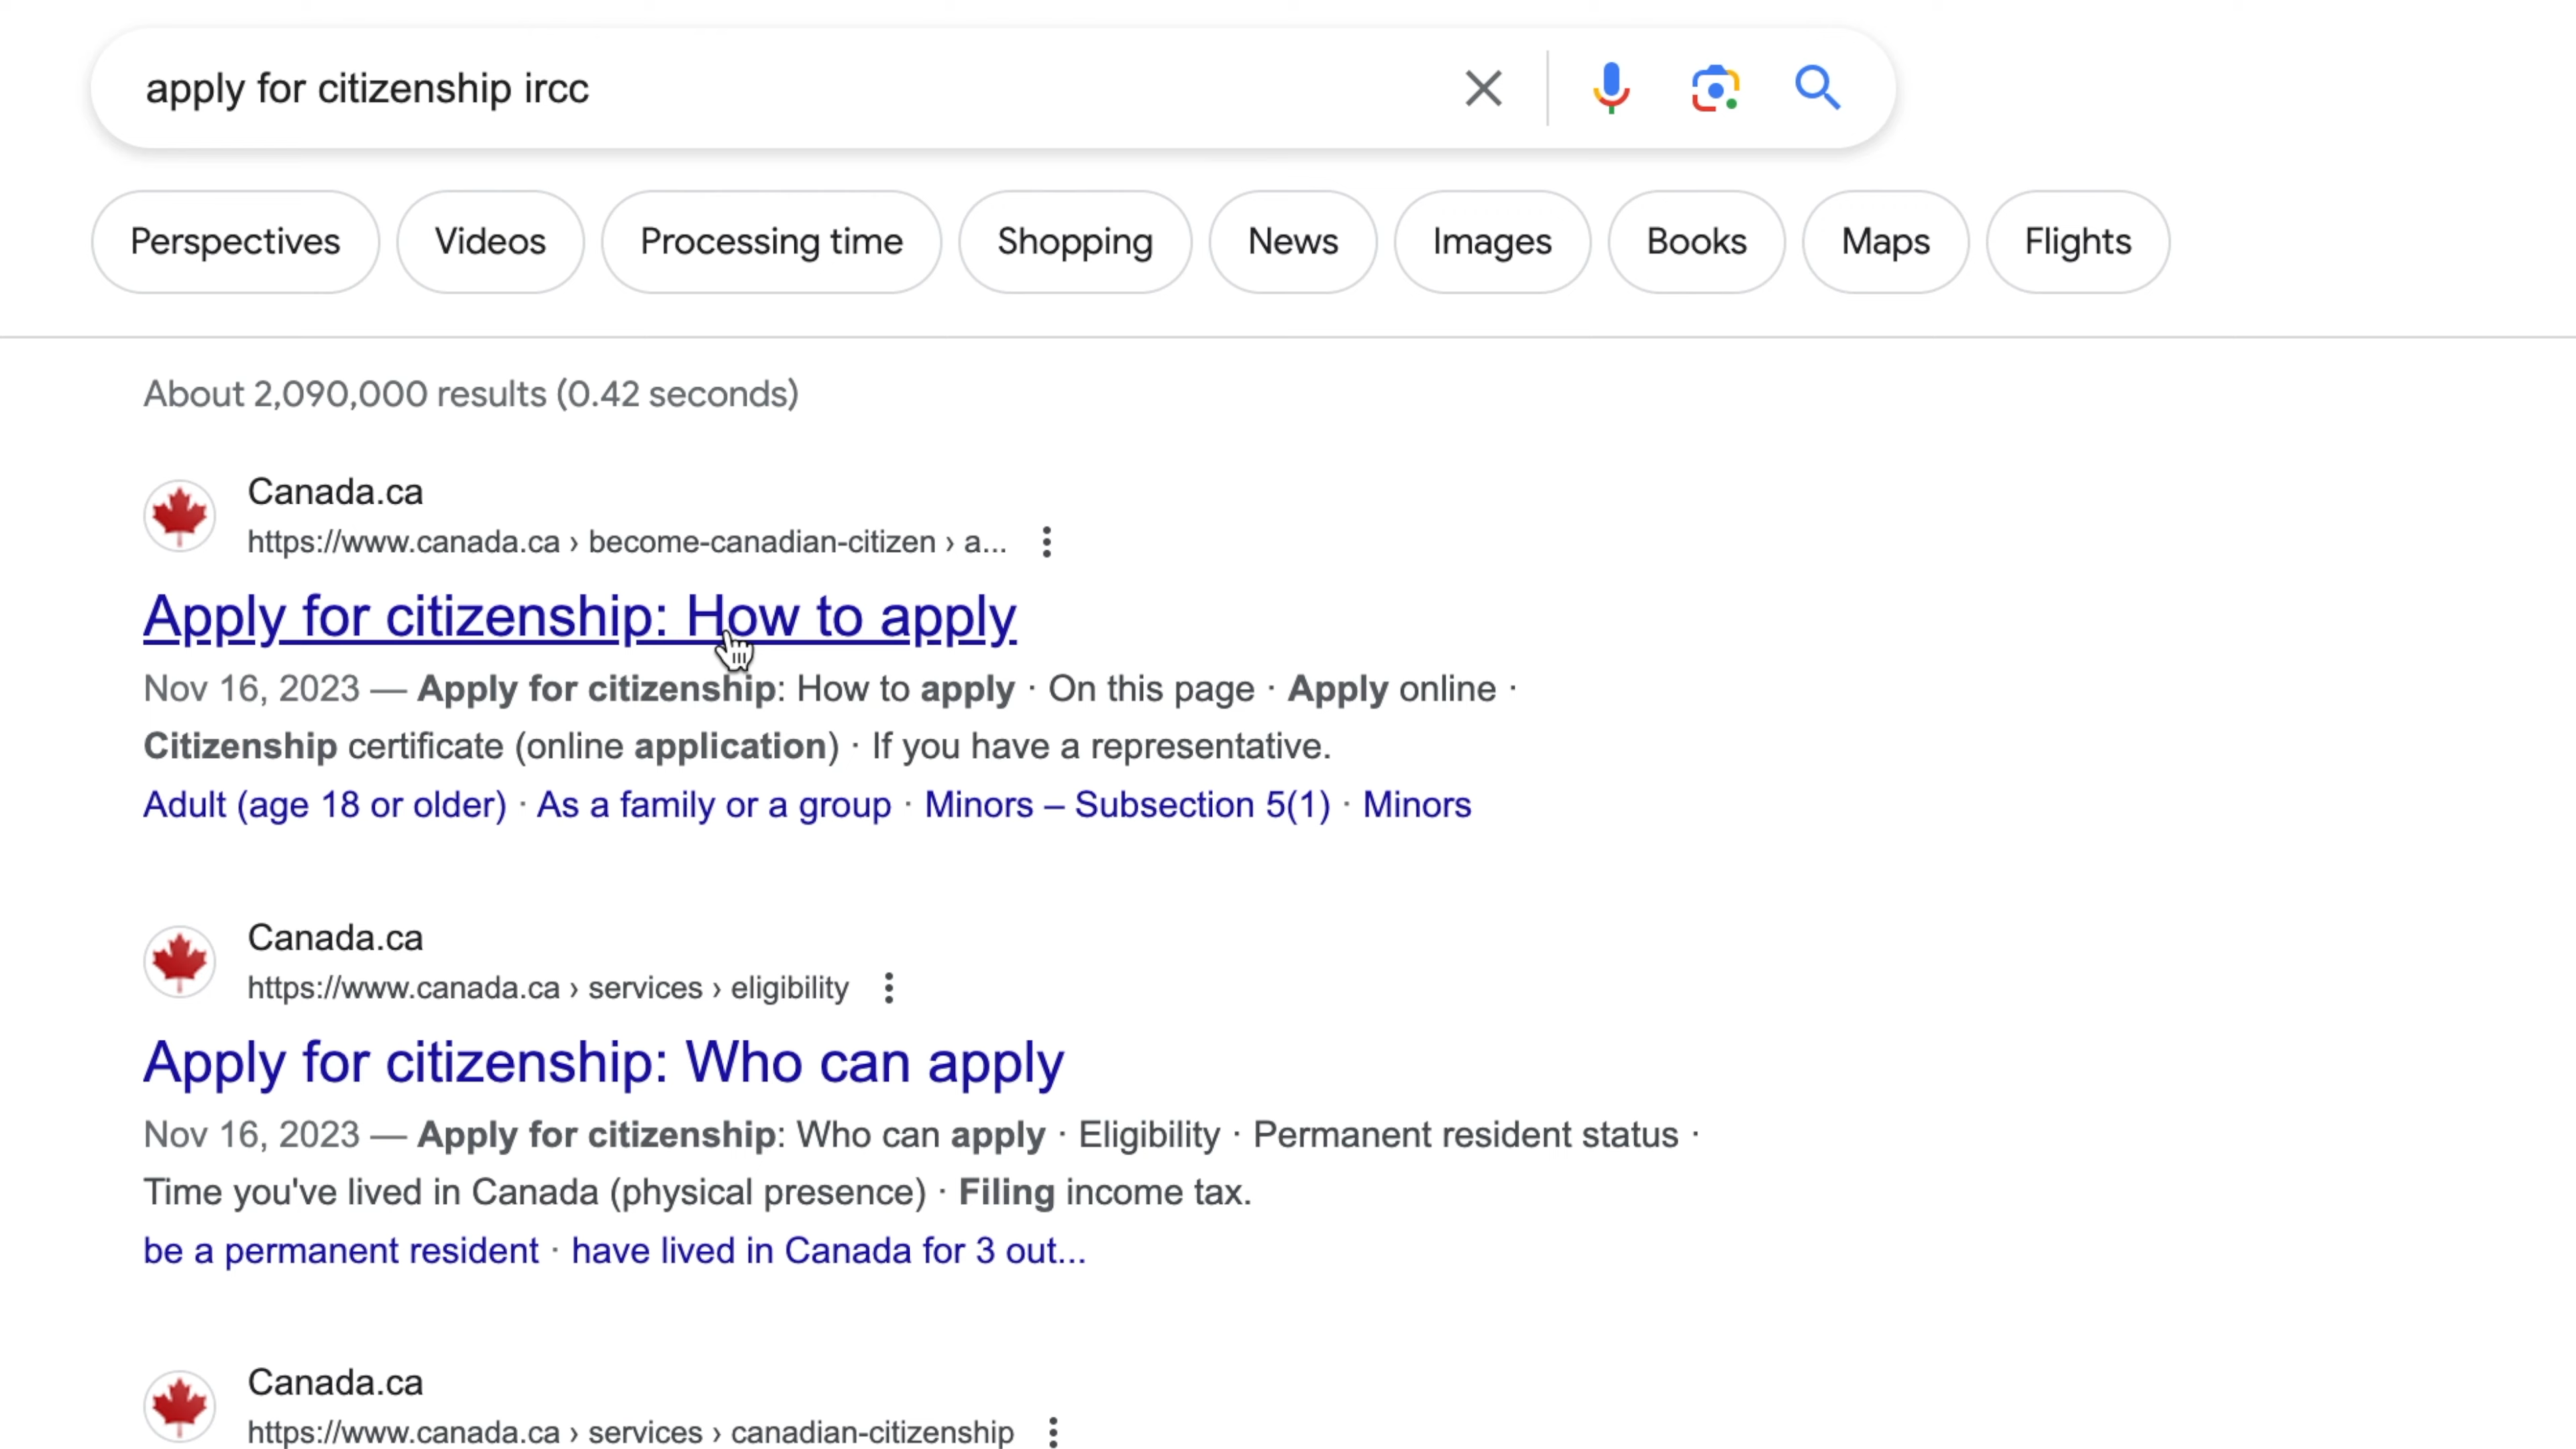 apply for citizenship ircc
Perspectives Videos Processing time Shopping News Images Books Maps Flights
About 2,090,000 results (0.42 seconds)
Canada.ca
https://www.canada.ca › become-canadian-citizen › a...
Apply for citizenship: How to apply
Nov 16, 2023 — Apply for citizenship: How to apply · On this page · Apply online ·
Citizenship certificate (online application) · If you have a representative.
Adult (age 18 or older) · As a family or a group · Minors – Subsection 5(1) · Minors
Canada.ca
https://www.canada.ca › services › eligibility
Apply for citizenship: Who can apply
Nov 16, 2023 — Apply for citizenship: Who can apply · Eligibility · Permanent resident status ·
Time you've lived in Canada (physical presence) · Filing income tax.
be a permanent resident · have lived in Canada for 3 out...
Canada.ca
https://www.canada.ca › services › canadian-citizenship